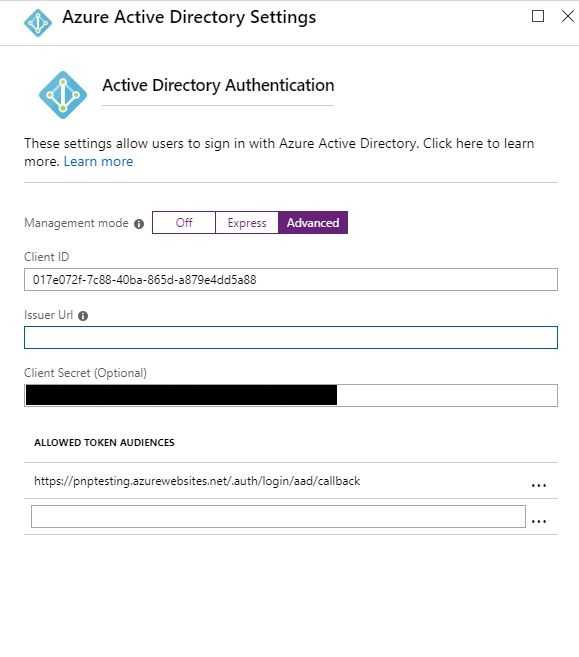 Azure Active Directory Settings
Active Directory Authentication
These settings allow users to sign in with Azure Active Directory. Click here to learn
more. Learn more
Management mode Off Express Advanced
Client ID
017e072f-7c88-40ba-865d-a879e4dd5a88
Issuer Url
Client Secret (Optional)
ALLOWED TOKEN AUDIENCES
https://pnptesting.azurewebsites.net/.auth/login/aad/callback ...
...